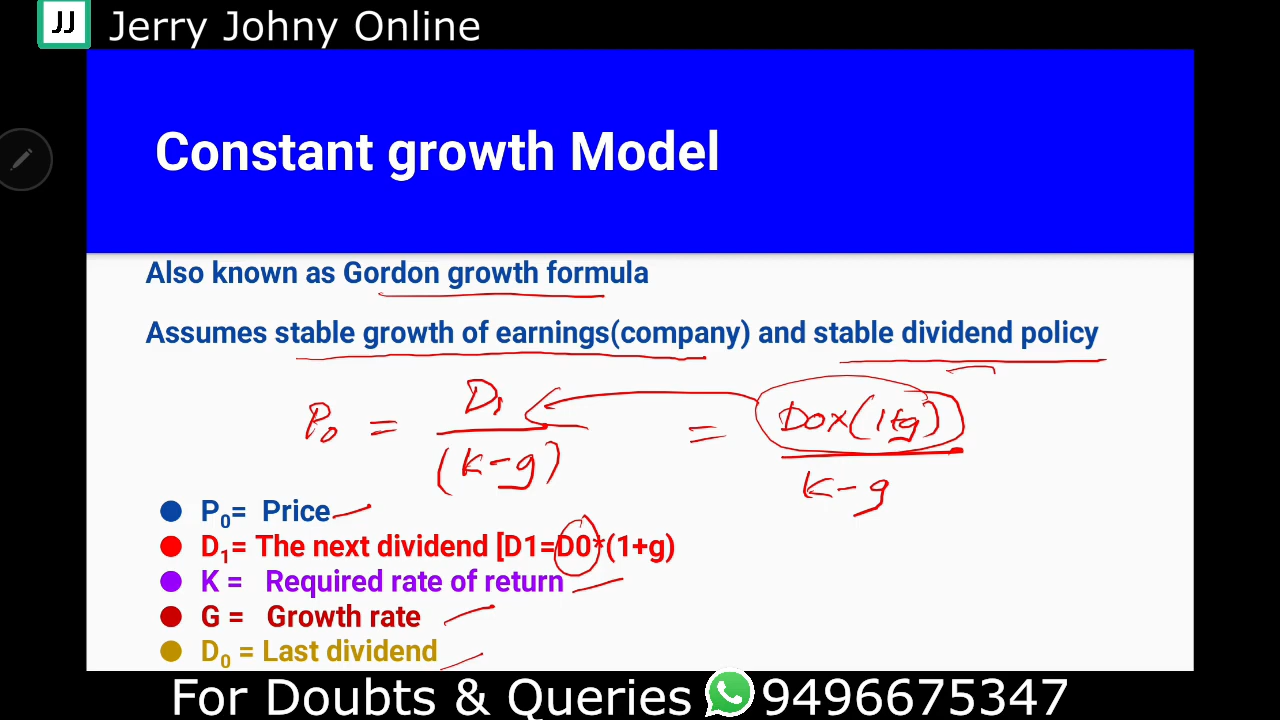 JJ Jerry Johny Online
Constant growth Model
Also known as Gordon growth formula
Assumes stable growth of earnings(company) and stable dividend policy
P₀ = D₁ / (k-g) = D0×(1+g) / k-g
P₀= Price
D₁= The next dividend [D1=D0*(1+g)
K = Required rate of return
G = Growth rate
D₀ = Last dividend
For Doubts & Queries 9496675347